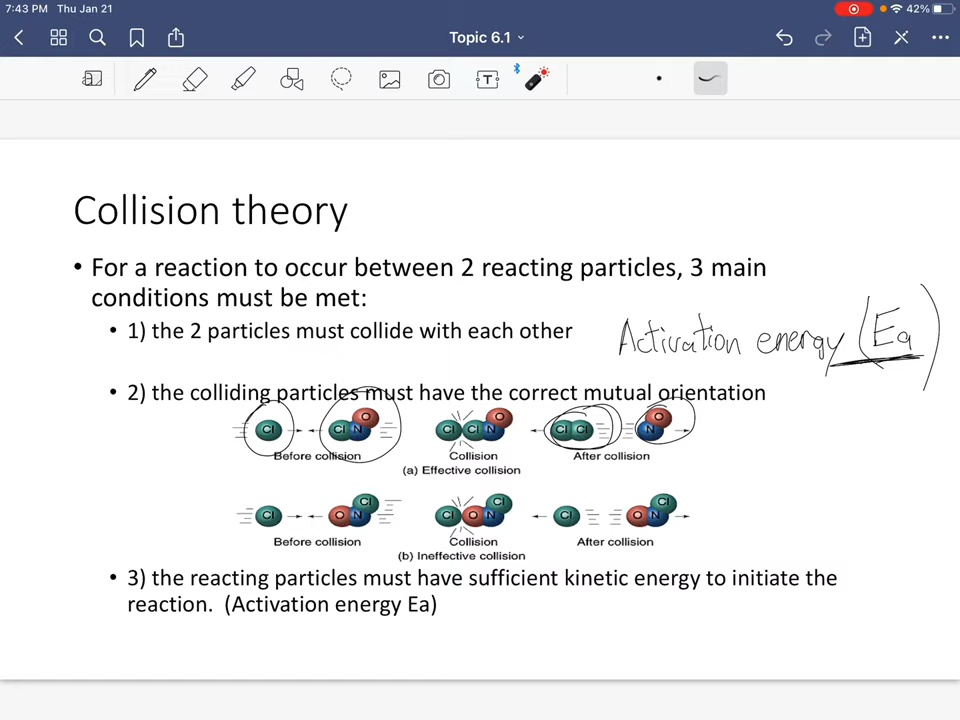 7:43 PM Thu Jan 21
42%
Topic 6.1
T
Collision theory
• For a reaction to occur between 2 reacting particles, 3 main
conditions must be met:
• 1) the 2 particles must collide with each other
Activation energy (Ea)
• 2) the colliding particles must have the correct mutual orientation
Cl Cl N O Cl Cl N O Cl Cl N O
Before collision Collision After collision
(a) Effective collision
Cl O N Cl Cl O N Cl Cl O N Cl
Before collision Collision After collision
(b) Ineffective collision
• 3) the reacting particles must have sufficient kinetic energy to initiate the
reaction. (Activation energy Ea)